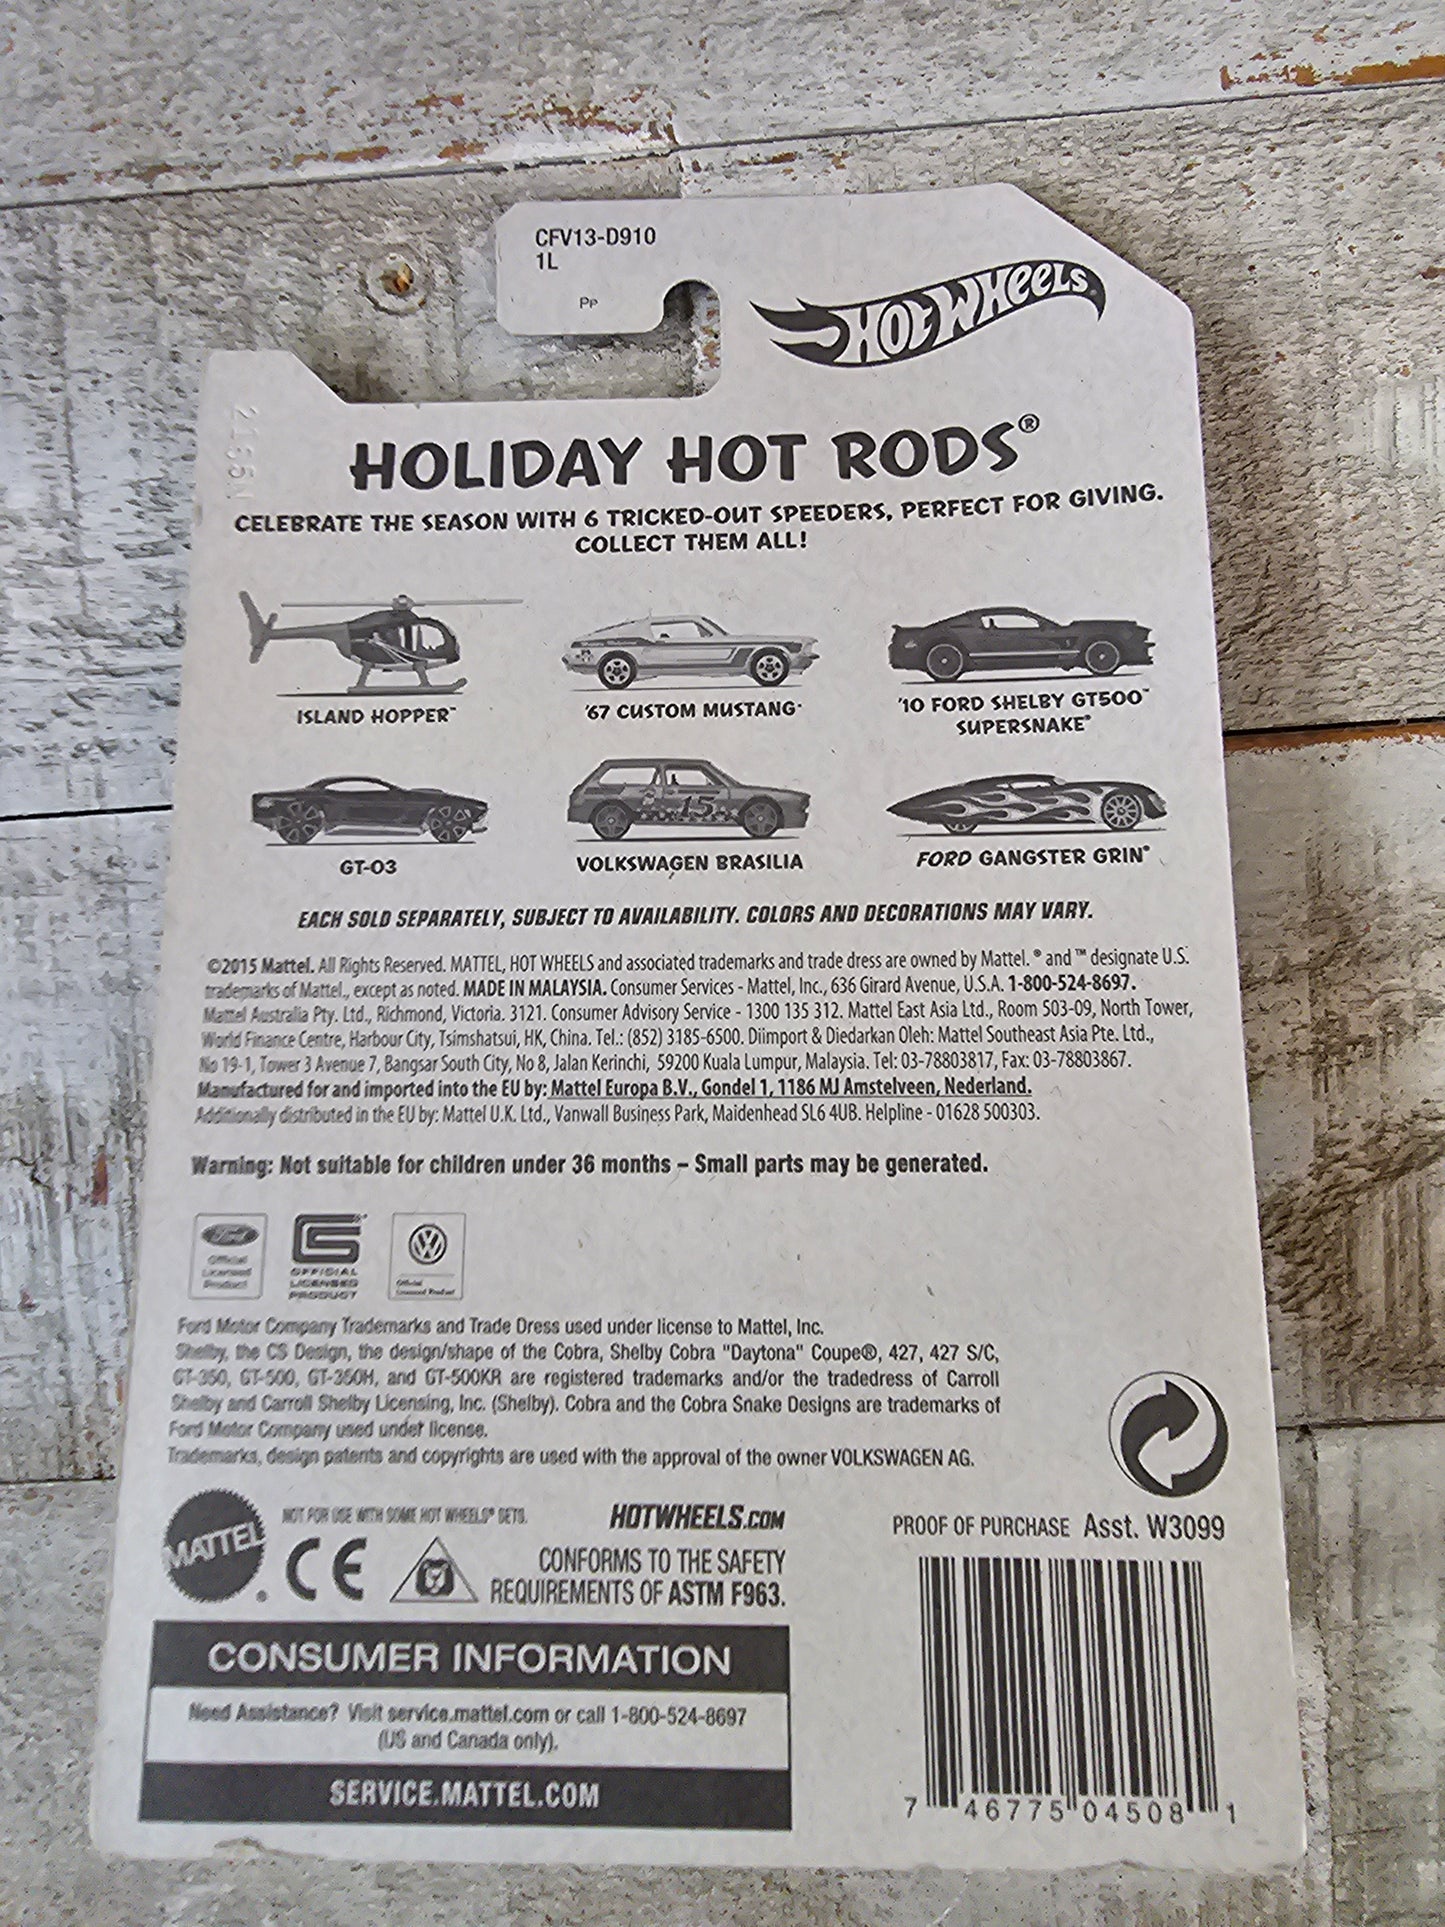 CFV13-D910
1L
PP
HOT WHEELS
HOLIDAY HOT RODS®
CELEBRATE THE SEASON WITH 6 TRICKED-OUT SPEEDERS, PERFECT FOR GIVING.
COLLECT THEM ALL!
ISLAND HOPPER™
'67 CUSTOM MUSTANG
'10 FORD SHELBY GT500™
SUPERSNAKE®
GT-03
VOLKSWAGEN BRASILIA
FORD GANGSTER GRIN®
EACH SOLD SEPARATELY, SUBJECT TO AVAILABILITY. COLORS AND DECORATIONS MAY VARY.
©2015 Mattel. All Rights Reserved. MATTEL, HOT WHEELS and associated trademarks and trade dress are owned by Mattel. ® and ™ designate U.S.
trademarks of Mattel, except as noted. MADE IN MALAYSIA. Consumer Services - Mattel, Inc., 636 Girard Avenue, U.S.A. 1-800-524-8697.
Mattel Australia Pty. Ltd., Richmond, Victoria. 3121. Consumer Advisory Service - 1300 135 312. Mattel East Asia Ltd., Room 503-09, North Tower,
World Finance Centre, Harbour City, Tsimshatsui, HK, China. Tel.: (852) 3185-6500. Diimport & Diedarkan Oleh: Mattel Southeast Asia Pte. Ltd.,
No 19-1, Tower 3 Avenue 7, Bangsar South City, No 8, Jalan Kerinchi, 59200 Kuala Lumpur, Malaysia. Tel: 03-78803817, Fax: 03-78803867.
Manufactured for and imported into the EU by: Mattel Europa B.V., Gondel 1, 1186 MJ Amstelveen, Nederland.
Additionally distributed in the EU by: Mattel U.K. Ltd., Vanwall Business Park, Maidenhead SL6 4UB. Helpline - 01628 500303.
Warning: Not suitable for children under 36 months – Small parts may be generated.
Ford
Official
Licensed
Product
OFFICIAL
LICENSED
PRODUCT
Official
Licensed Product
Ford Motor Company Trademarks and Trade Dress used under license to Mattel, Inc.
Shelby, the CS Design, the design/shape of the Cobra, Shelby Cobra "Daytona" Coupe®, 427, 427 S/C,
GT-350, GT-500, GT-350H, and GT-500KR are registered trademarks and/or the tradedress of Carroll
Shelby and Carroll Shelby Licensing, Inc. (Shelby). Cobra and the Cobra Snake Designs are trademarks of
Ford Motor Company used under license.
Trademarks, design patents and copyrights are used with the approval of the owner VOLKSWAGEN AG.
MATTEL®
NOT FOR USE WITH SOME HOT WHEELS® SETS.
CE
HOTWHEELS.COM
CONFORMS TO THE SAFETY
REQUIREMENTS OF ASTM F963.
PROOF OF PURCHASE Asst. W3099
CONSUMER INFORMATION
Need Assistance? Visit service.mattel.com or call 1-800-524-8697
(US and Canada only).
SERVICE.MATTEL.COM
7 46775 04508 1